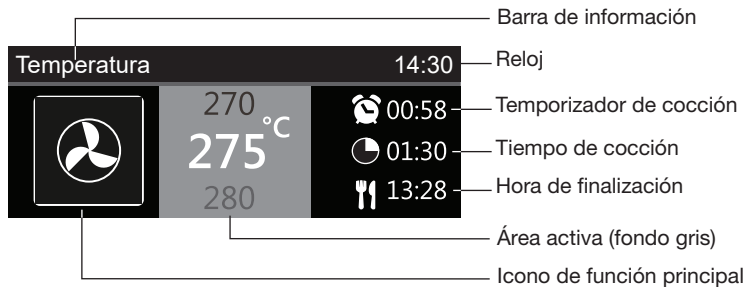 Barra de información
Temperatura 14:30 Reloj
270
00:58 Temporizador de cocción
275°C
01:30 Tiempo de cocción
280
13:28 Hora de finalización
Área activa (fondo gris)
Icono de función principal